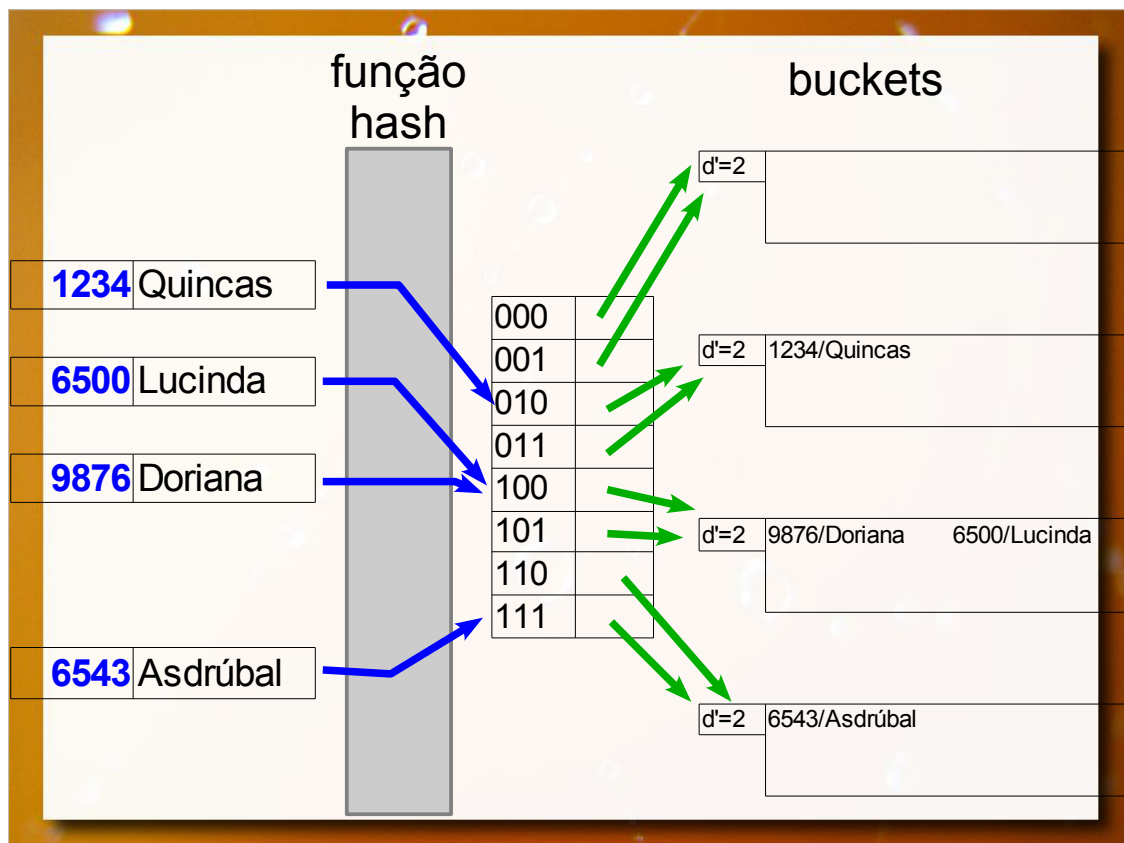 função
hash
buckets
1234 Quincas
6500 Lucinda
9876 Doriana
6543 Asdrúbal
000
001
010
011
100
101
110
111
d'=2
d'=2 1234/Quincas
d'=2 9876/Doriana 6500/Lucinda
d'=2 6543/Asdrúbal